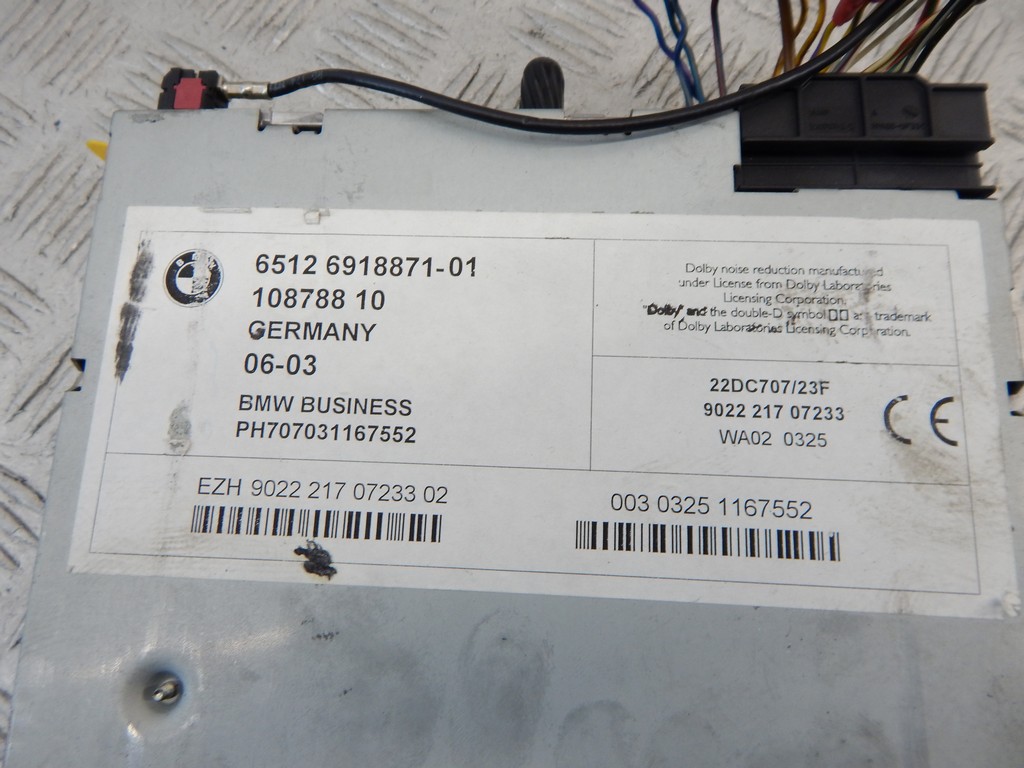 6512 6918871-01
108788 10
GERMANY
06-03
BMW BUSINESS
PH707031167552
Dolby noise reduction manufactured
under License from Dolby Laboratories
Licensing Corporation.
"Dolby" and the double-D symbol are trademark
of Dolby Laboratories Licensing Corporation.
22DC707/23F
9022 217 07233
WA02 0325
CE
EZH 9022 217 07233 02
003 0325 1167552